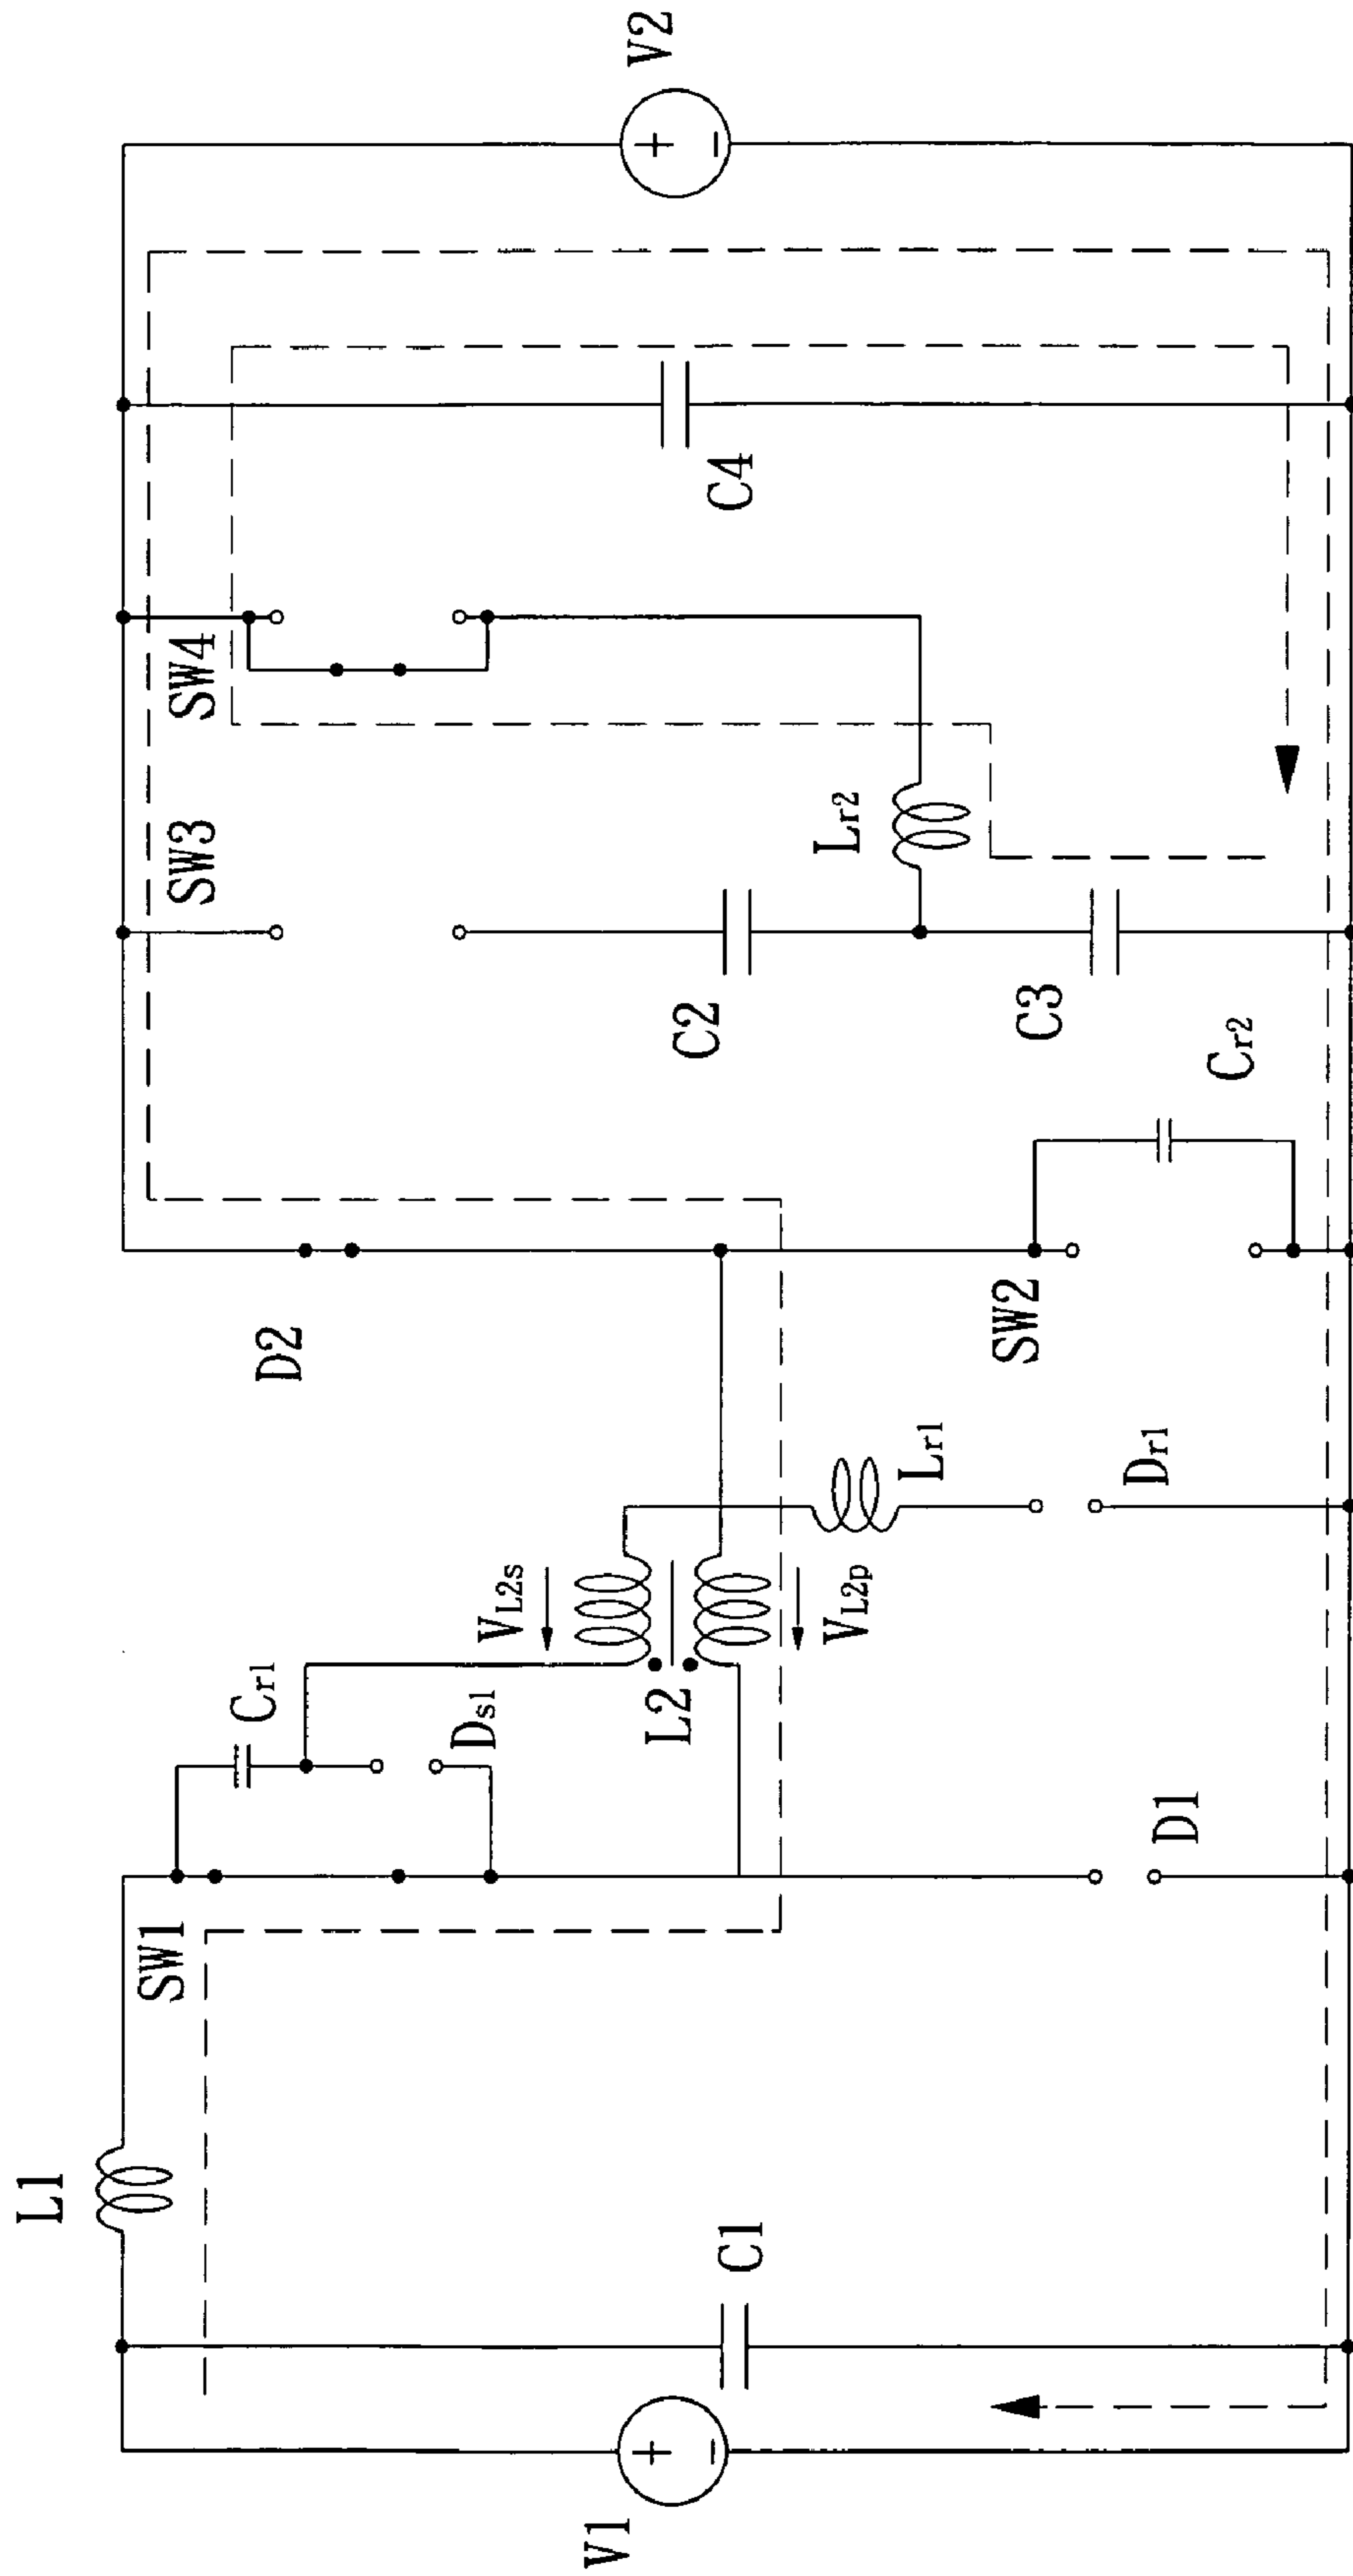 V2
SW4
SW3
C4
Lr2
C2
C3
Cr2
D2
SW2
Lr1
Dr1
VL2s
VL2p
Cr1
Ds1
L2
SW1
D1
L1
C1
V1
+
−
+
−